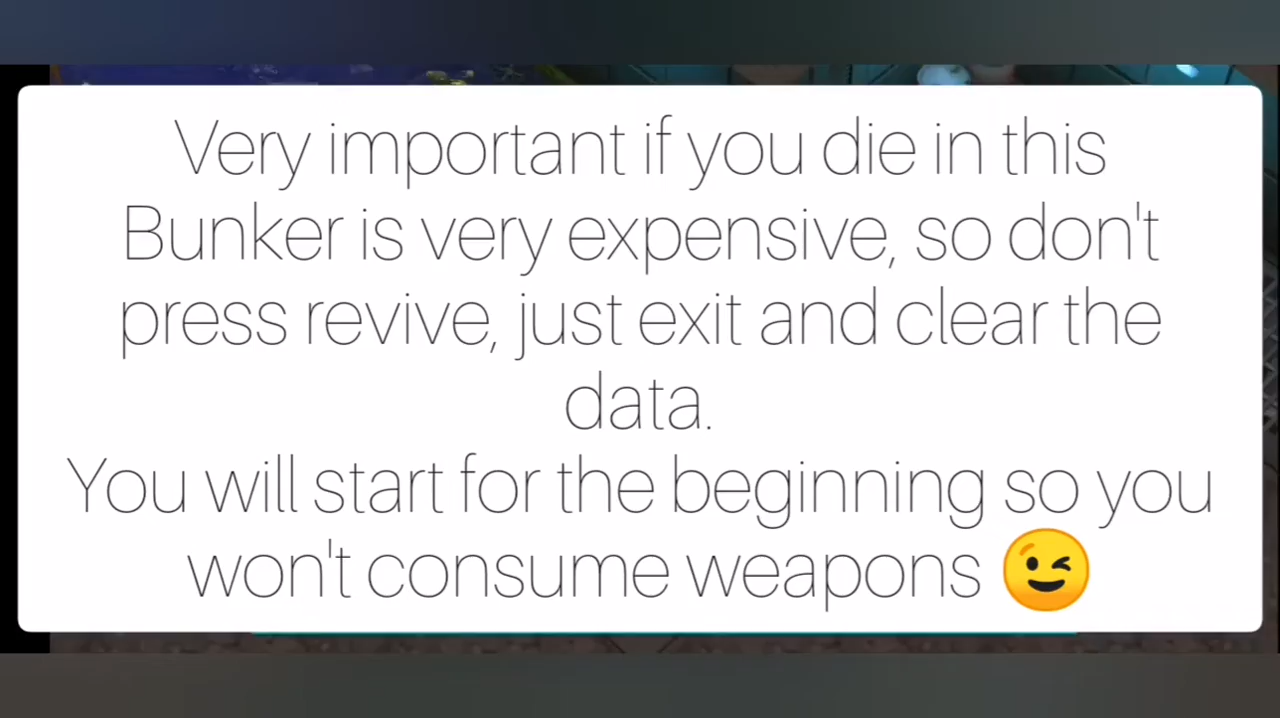 Very important if you die in this
Bunker is very expensive, so don't
press revive, just exit and clear the
data.
You will start for the beginning so you
won't consume weapons 😉